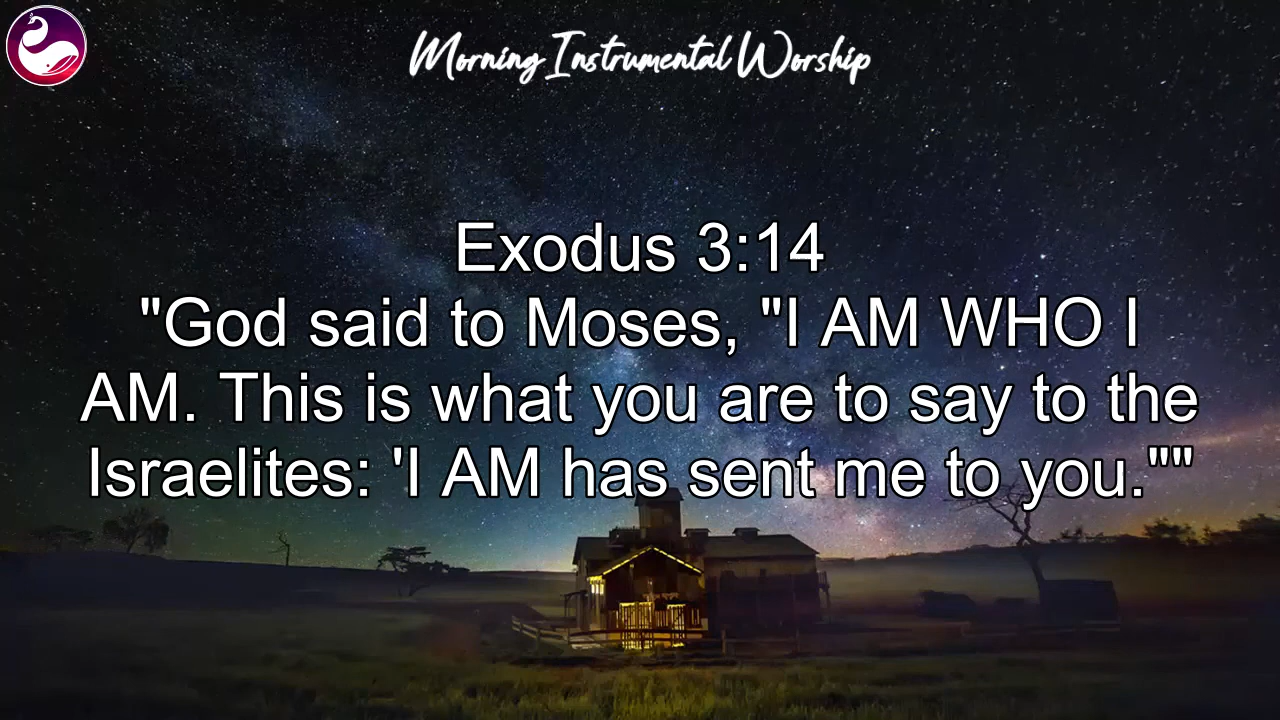 Morning Instrumental Worship
Exodus 3:14
"God said to Moses, "I AM WHO I
AM. This is what you are to say to the
Israelites: 'I AM has sent me to you.""